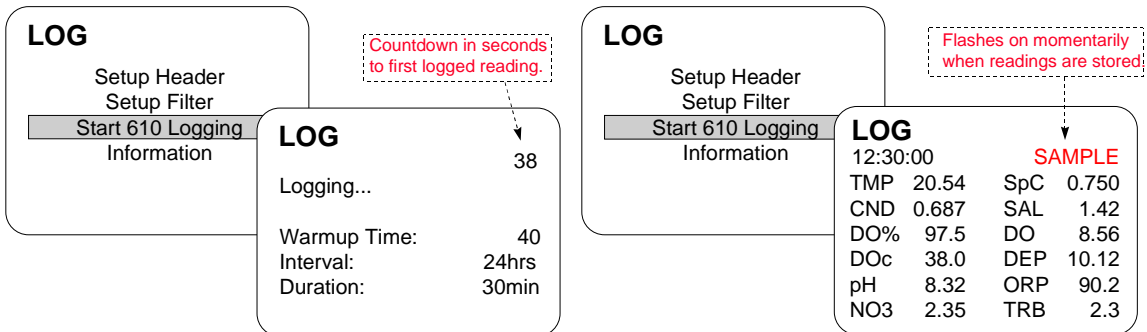 LOG
Setup Header
Setup Filter
Start 610 Logging
Information
Countdown in seconds
to first logged reading.
LOG
38
Logging...
Warmup Time: 40
Interval: 24hrs
Duration: 30min
LOG
Setup Header
Setup Filter
Start 610 Logging
Information
Flashes on momentarily
when readings are stored
LOG
12:30:00 SAMPLE
TMP 20.54 SpC 0.750
CND 0.687 SAL 1.42
DO% 97.5 DO 8.56
DOc 38.0 DEP 10.12
pH 8.32 ORP 90.2
NO3 2.35 TRB 2.3